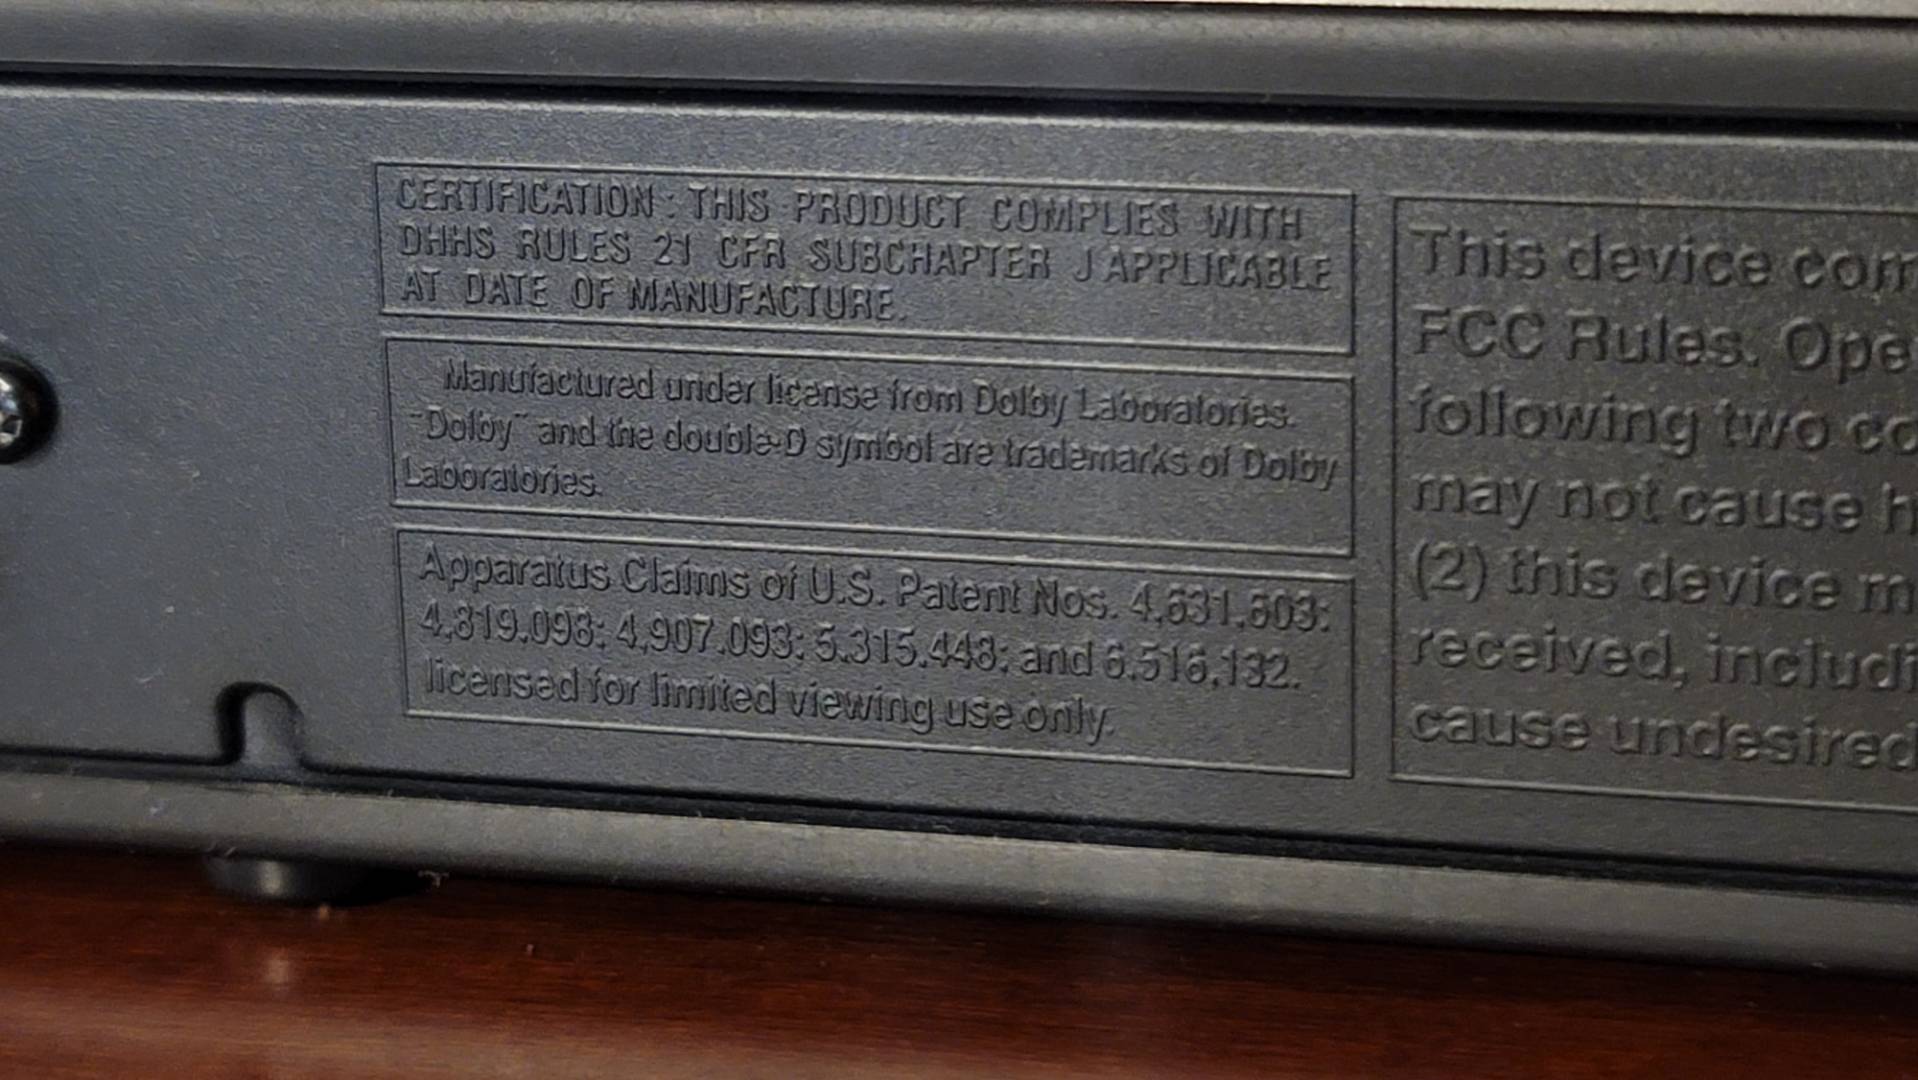 CERTIFICATION : THIS PRODUCT COMPLIES WITH
DHHS RULES 21 CFR SUBCHAPTER J APPLICABLE
AT DATE OF MANUFACTURE.
Manufactured under license from Dolby Laboratories.
"Dolby" and the double-D symbol are trademarks of Dolby
Laboratories.
Apparatus Claims of U.S. Patent Nos. 4,631,603;
4,819,098; 4,907,093; 5,315,448; and 6,516,132.
licensed for limited viewing use only.
This device com
FCC Rules. Ope
following two co
may not cause h
(2) this device m
received, includi
cause undesired